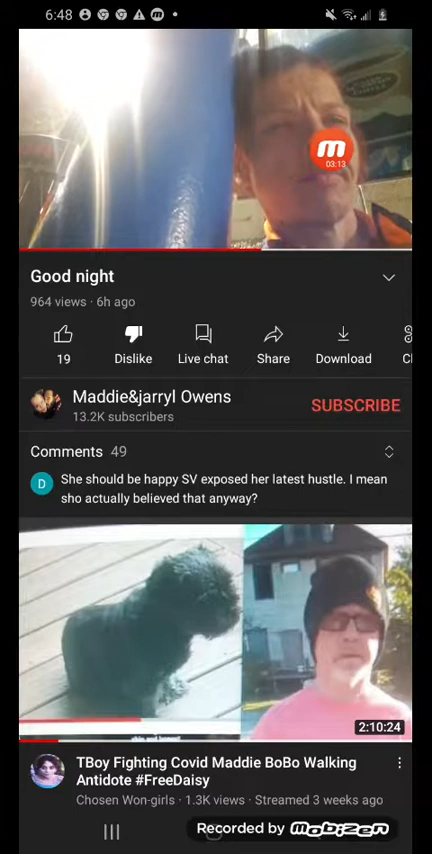 6:48
m
03:13
Good night
964 views · 6h ago
19
Dislike
Live chat
Share
Download
Maddie&jarryl Owens
13.2K subscribers
SUBSCRIBE
Comments 49
D
She should be happy SV exposed her latest hustle. I mean
sho actually believed that anyway?
2:10:24
TBoy Fighting Covid Maddie BoBo Walking
Antidote #FreeDaisy
Chosen Won-girls · 1.3K views · Streamed 3 weeks ago
Recorded by mobizen